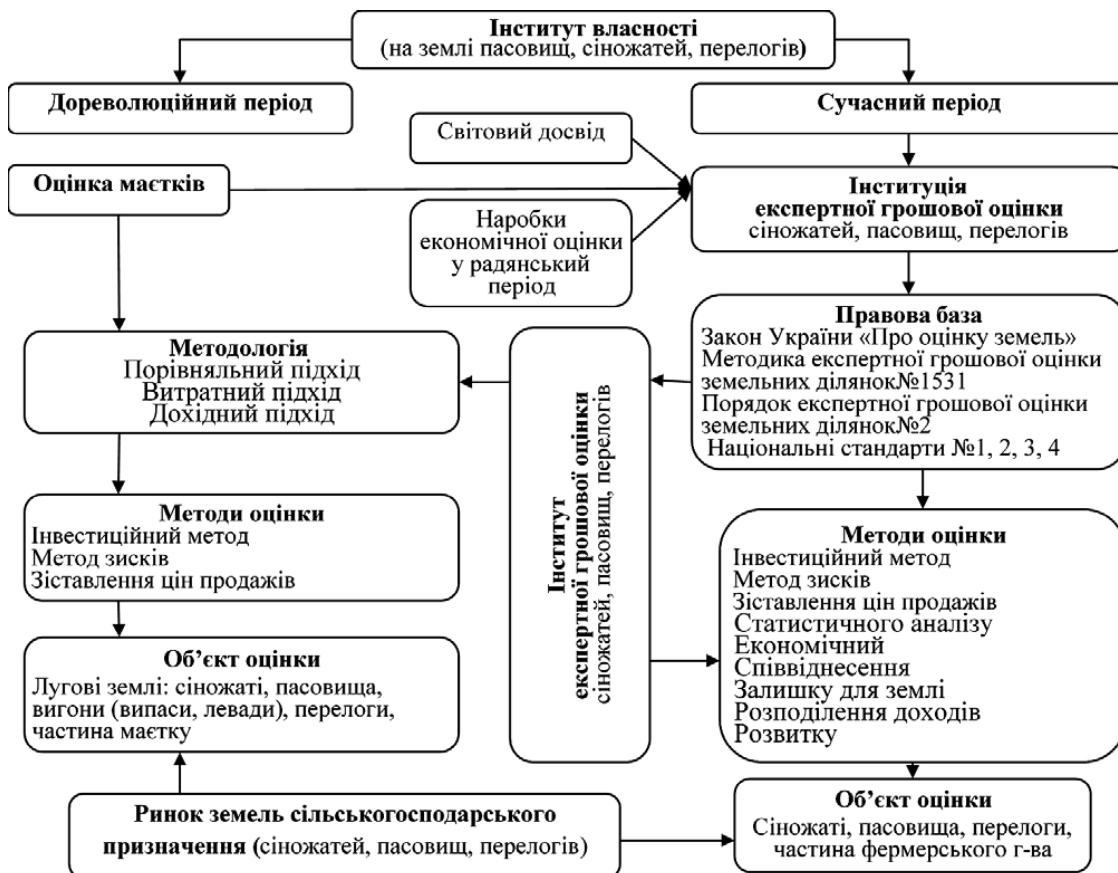 Інститут власності
(на землі пасовищ, сіножатей, перелогів)
Дореволюційний період
Сучасний період
Світовий досвід
Оцінка маєтків
Інституція
експертної грошової оцінки
сіножатей, пасовищ, перелогів
Наробки
економічної оцінки
у радянський
період
Правова база
Закон України «Про оцінку земель»
Методика експертної грошової оцінки
земельних ділянок№1531
Порядок експертної грошової оцінки
земельних ділянок№2
Національні стандарти №1, 2, 3, 4
Методологія
Порівняльний підхід
Витратний підхід
Дохідний підхід
Інститут
експертної грошової оцінки
сіножатей, пасовищ, перелогів
Методи оцінки
Інвестиційний метод
Метод зисків
Зіставлення цін продажів
Методи оцінки
Інвестиційний метод
Метод зисків
Зіставлення цін продажів
Статистичного аналізу
Економічний
Співвіднесення
Залишку для землі
Розподілення доходів
Розвитку
Об’єкт оцінки
Лугові землі: сіножаті, пасовища,
вигони (випаси, левади), перелоги,
частина маєтку
Ринок земель сільськогосподарського
призначення (сіножатей, пасовищ, перелогів)
Об’єкт оцінки
Сіножаті, пасовища, перелоги,
частина фермерського г-ва